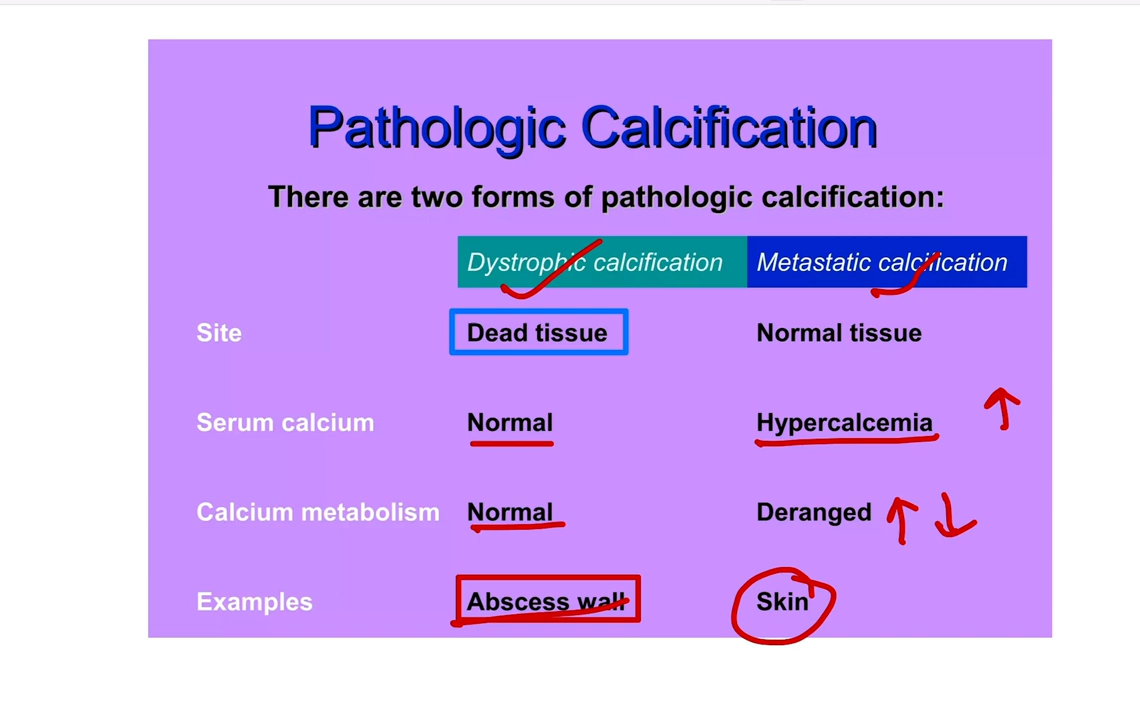 Pathologic Calcification
There are two forms of pathologic calcification:
Dystrophic calcification Metastatic calcification
Site Dead tissue Normal tissue
Serum calcium Normal Hypercalcemia
Calcium metabolism Normal Deranged
Examples Abscess wall Skin